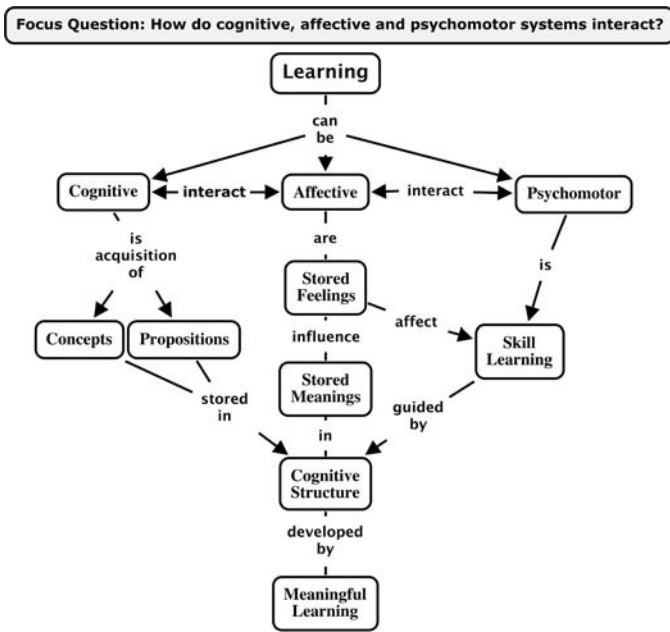 Focus Question: How do cognitive, affective and psychomotor systems interact?
Learning
can
be
Cognitive
interact
Affective
interact
Psychomotor
is
acquisition
of
are
is
Stored
Feelings
affect
Concepts
Propositions
influence
Skill
Learning
Stored
Meanings
stored
in
guided
by
in
Cognitive
Structure
developed
by
Meaningful
Learning